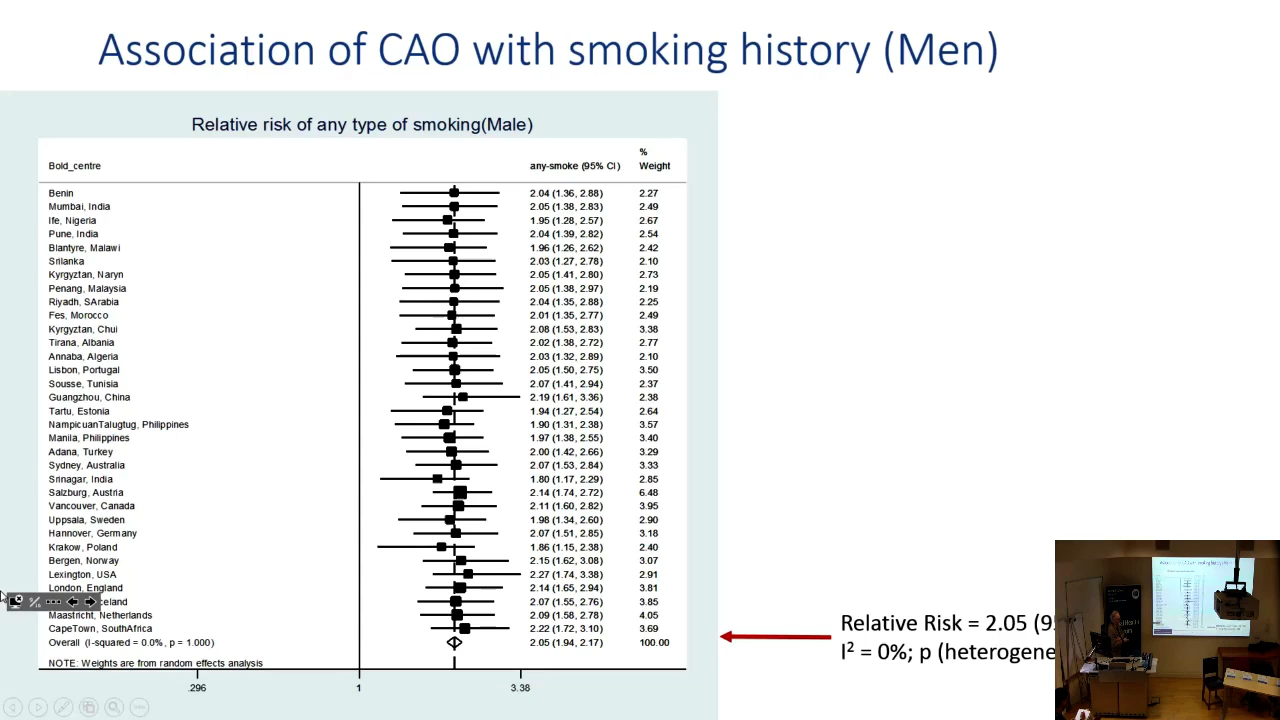 Association of CAO with smoking history (Men)
Relative risk of any type of smoking(Male)
%
Bold_centre any-smoke (95% CI) Weight
Benin 2.04 (1.36, 2.88) 2.27
Mumbai, India 2.05 (1.38, 2.83) 2.49
Ife, Nigeria 1.95 (1.28, 2.57) 2.67
Pune, India 2.04 (1.39, 2.82) 2.54
Blantyre, Malawi 1.96 (1.26, 2.62) 2.42
Srilanka 2.03 (1.27, 2.78) 2.10
Kyrgyztan, Naryn 2.05 (1.41, 2.80) 2.73
Penang, Malaysia 2.05 (1.38, 2.97) 2.19
Riyadh, SArabia 2.04 (1.35, 2.88) 2.25
Fes, Morocco 2.01 (1.35, 2.77) 2.49
Kyrgyztan, Chui 2.08 (1.53, 2.83) 3.38
Tirana, Albania 2.02 (1.38, 2.72) 2.77
Annaba, Algeria 2.03 (1.32, 2.89) 2.10
Lisbon, Portugal 2.05 (1.50, 2.75) 3.50
Sousse, Tunisia 2.07 (1.41, 2.94) 2.37
Guangzhou, China 2.19 (1.61, 3.36) 2.38
Tartu, Estonia 1.94 (1.27, 2.54) 2.64
NampicuanTalugtug, Philippines 1.90 (1.31, 2.38) 3.57
Manila, Philippines 1.97 (1.38, 2.55) 3.40
Adana, Turkey 2.00 (1.42, 2.66) 3.29
Sydney, Australia 2.07 (1.53, 2.84) 3.33
Srinagar, India 1.80 (1.17, 2.29) 2.85
Salzburg, Austria 2.14 (1.74, 2.72) 6.48
Vancouver, Canada 2.11 (1.60, 2.82) 3.95
Uppsala, Sweden 1.98 (1.34, 2.60) 2.90
Hannover, Germany 2.07 (1.51, 2.85) 3.18
Krakow, Poland 1.86 (1.15, 2.38) 2.40
Bergen, Norway 2.15 (1.62, 3.08) 3.07
Lexington, USA 2.27 (1.74, 3.38) 2.91
London, England 2.14 (1.65, 2.94) 3.81
celand 2.07 (1.55, 2.76) 3.85
Maastricht, Netherlands 2.09 (1.58, 2.78) 4.05
CapeTown, SouthAfrica 2.22 (1.72, 3.10) 3.69
Overall (I-squared = 0.0%, p = 1.000) 2.05 (1.94, 2.17) 100.00
NOTE: Weights are from random effects analysis
.296 1 3.38
Relative Risk = 2.05 (9
I² = 0%; p (heterogene